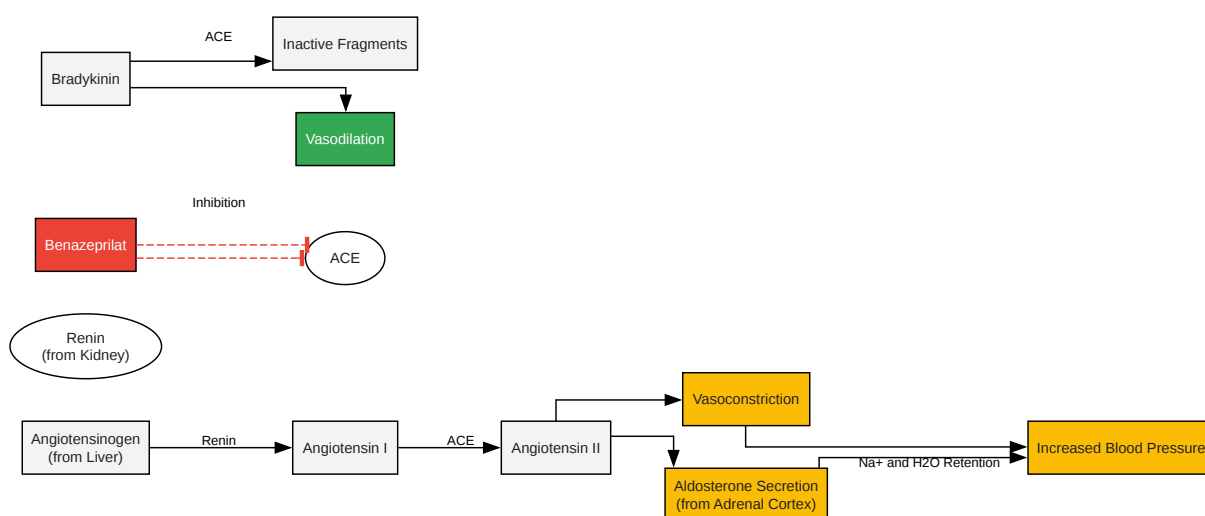 ACE
Inactive Fragments
Bradykinin
Vasodilation
Inhibition
Benazeprilat
ACE
Renin
(from Kidney)
Vasoconstriction
Angiotensinogen
(from Liver)
Renin
Angiotensin I
ACE
Angiotensin II
Increased Blood Pressure
Na+ and H2O Retention
Aldosterone Secretion
(from Adrenal Cortex)